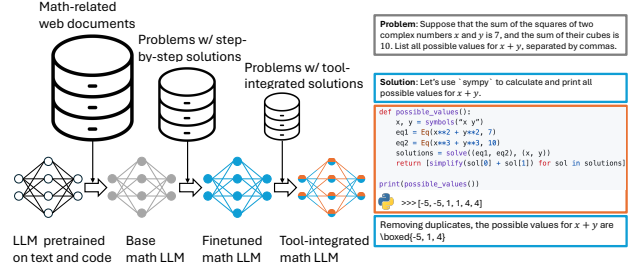 Math-related
web documents
Problems w/ step-
by-step solutions
Problems w/ tool-
integrated solutions
LLM pretrained
on text and code
Base
math LLM
Finetuned
math LLM
Tool-integrated
math LLM
Problem: Suppose that the sum of the squares of two
complex numbers x and y is 7, and the sum of their cubes is
10. List all possible values for x + y, separated by commas.
Solution: Let's use `sympy` to calculate and print all
possible values for x + y.
def possible_values():
x, y = symbols("x y")
eq1 = Eq(x**2 + y**2, 7)
eq2 = Eq(x**3 + y**3, 10)
solutions = solve((eq1, eq2), (x, y))
return [simplify(sol[0] + sol[1]) for sol in solutions]
print(possible_values())
>>> [-5, -5, 1, 1, 4, 4]
Removing duplicates, the possible values for x + y are
\boxed{-5, 1, 4}